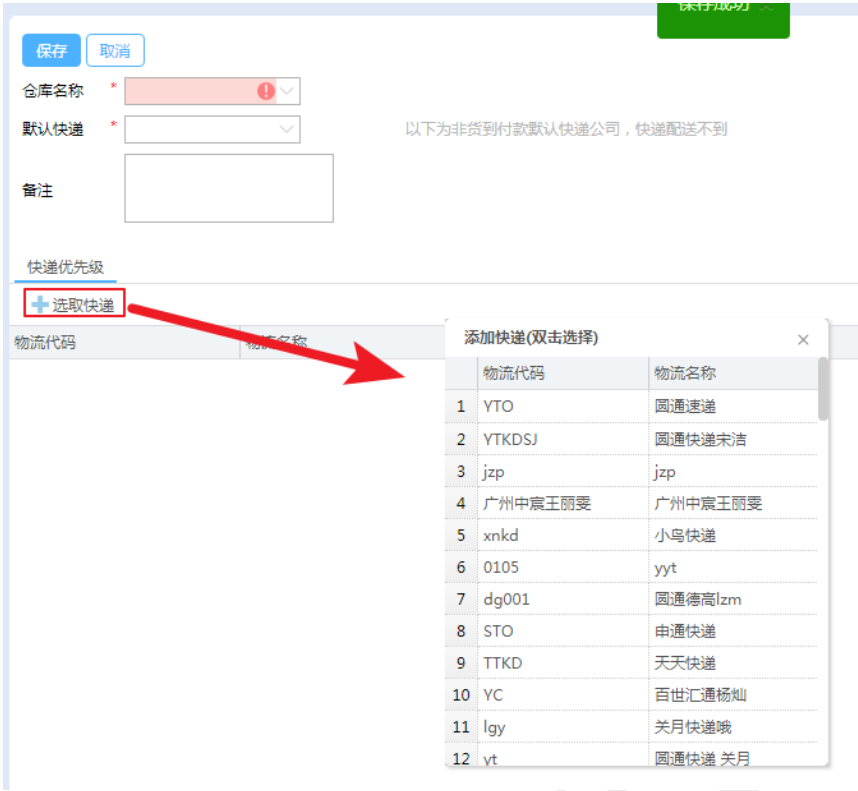 保存成功
保存 取消
仓库名称 *
默认快递 * 以下为非货到付款默认快递公司，快递配送不到
备注
快递优先级
选取快递
物流代码 物流名称
添加快递(双击选择)
物流代码 物流名称
1 YTO 圆通速递
2 YTKDSJ 圆通快递宋洁
3 jzp jzp
4 广州中宸王丽雯 广州中宸王丽雯
5 xnkd 小鸟快递
6 0105 yyt
7 dg001 圆通德高lzm
8 STO 申通快递
9 TTKD 天天快递
10 YC 百世汇通杨灿
11 lgy 关月快递哦
12 yt 圆通快递 关月